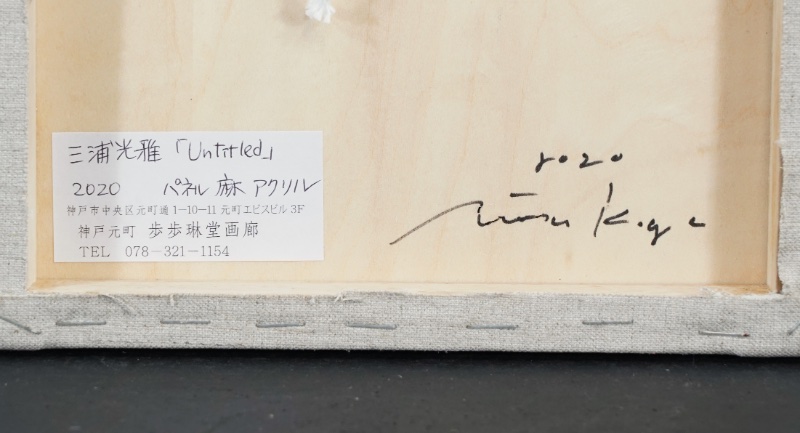 三浦光雅 「Untitled」
2020 パネル 麻 アクリル
神戸市中央区元町通1-10-11 元町エビスビル 3F
神戸元町 歩歩琳堂画廊
TEL 078-321-1154
2020